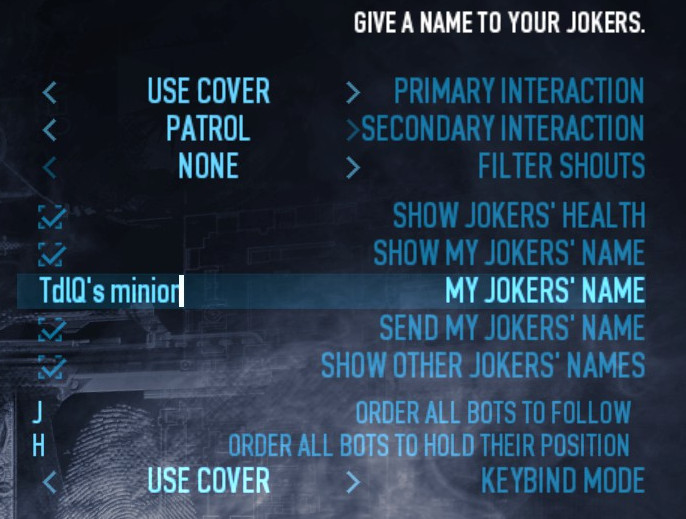 GIVE A NAME TO YOUR JOKERS.
< USE COVER > PRIMARY INTERACTION
< PATROL > SECONDARY INTERACTION
< NONE > FILTER SHOUTS
SHOW JOKERS' HEALTH
SHOW MY JOKERS' NAME
TdlQ's minion MY JOKERS' NAME
SEND MY JOKERS' NAME
SHOW OTHER JOKERS' NAMES
J ORDER ALL BOTS TO FOLLOW
H ORDER ALL BOTS TO HOLD THEIR POSITION
< USE COVER > KEYBIND MODE